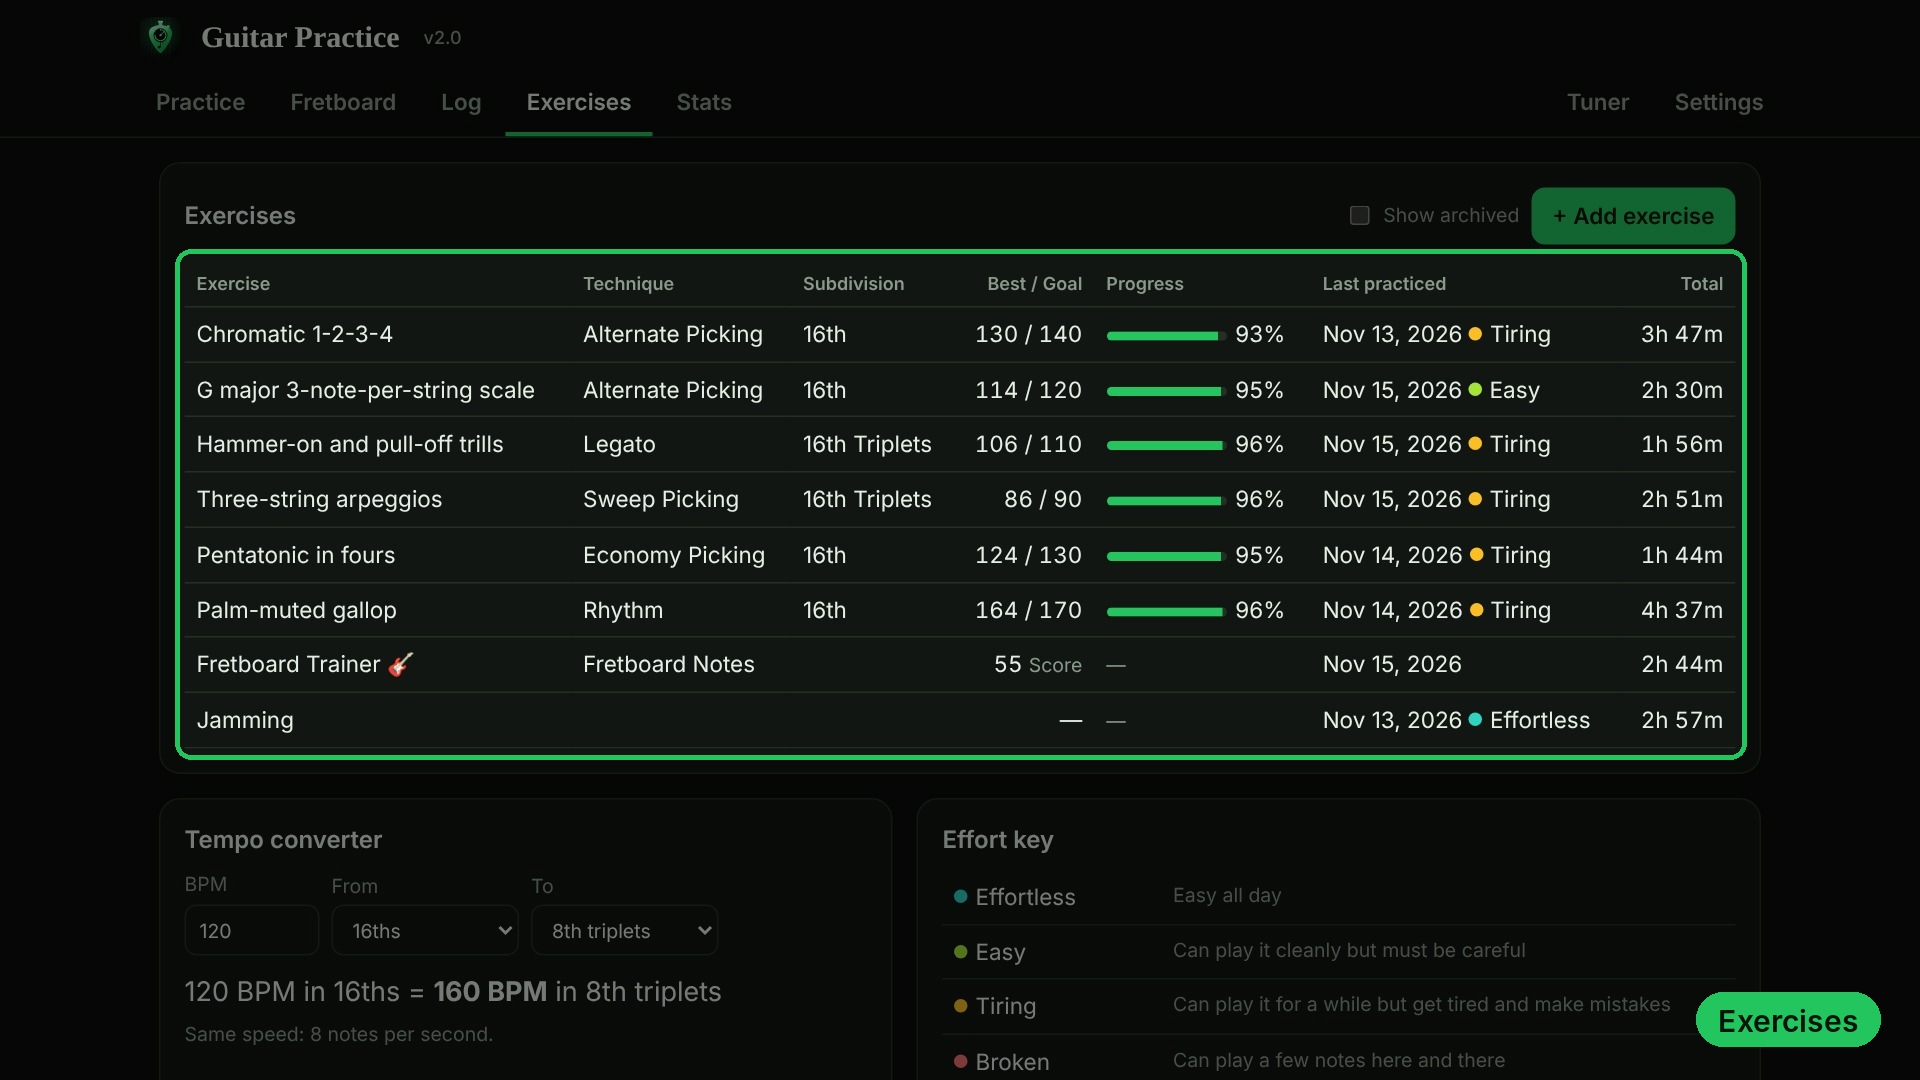 Guitar Practice v2.0
Practice Fretboard Log Exercises Stats Tuner Settings
Exercises Show archived + Add exercise
Exercise Technique Subdivision Best / Goal Progress Last practiced Total
Chromatic 1-2-3-4 Alternate Picking 16th 130 / 140 93% Nov 13, 2026 Tiring 3h 47m
G major 3-note-per-string scale Alternate Picking 16th 114 / 120 95% Nov 15, 2026 Easy 2h 30m
Hammer-on and pull-off trills Legato 16th Triplets 106 / 110 96% Nov 15, 2026 Tiring 1h 56m
Three-string arpeggios Sweep Picking 16th Triplets 86 / 90 96% Nov 15, 2026 Tiring 2h 51m
Pentatonic in fours Economy Picking 16th 124 / 130 95% Nov 14, 2026 Tiring 1h 44m
Palm-muted gallop Rhythm 16th 164 / 170 96% Nov 14, 2026 Tiring 4h 37m
Fretboard Trainer 🎸 Fretboard Notes 55 Score — Nov 15, 2026 2h 44m
Jamming — — Nov 13, 2026 Effortless 2h 57m
Tempo converter
BPM From To
120 16ths 8th triplets
120 BPM in 16ths = 160 BPM in 8th triplets
Same speed: 8 notes per second.
Effort key
Effortless Easy all day
Easy Can play it cleanly but must be careful
Tiring Can play it for a while but get tired and make mistakes
Broken Can play a few notes here and there
Exercises